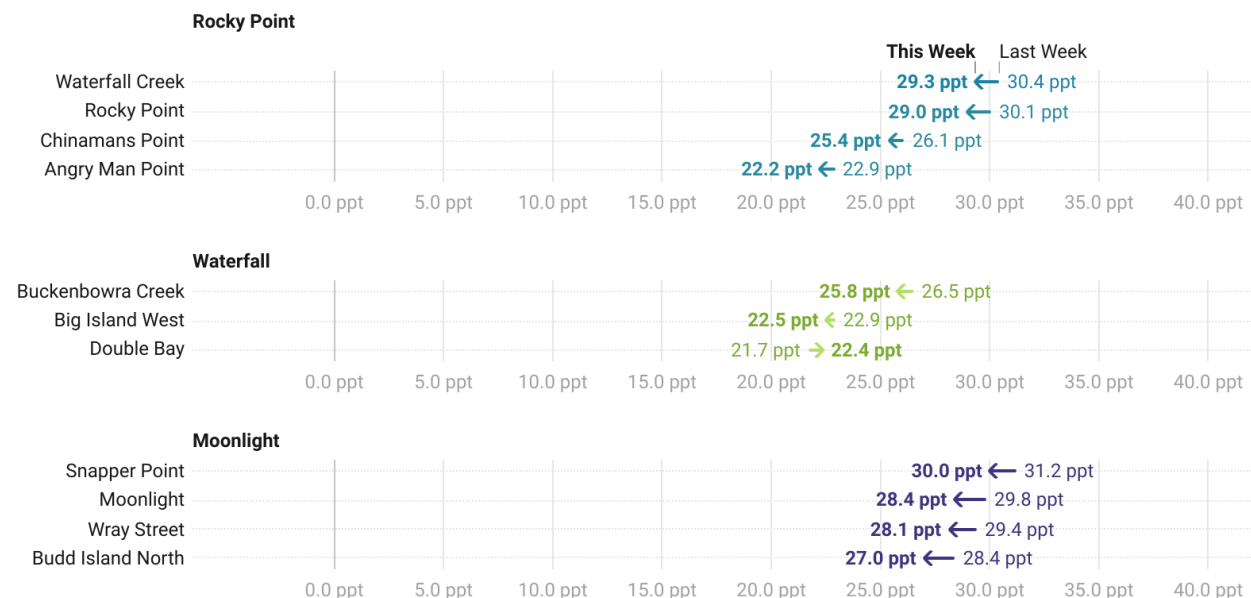 Rocky Point
This Week Last Week
Waterfall Creek 29.3 ppt 30.4 ppt
Rocky Point 29.0 ppt 30.1 ppt
Chinamans Point 25.4 ppt 26.1 ppt
Angry Man Point 22.2 ppt 22.9 ppt
0.0 ppt 5.0 ppt 10.0 ppt 15.0 ppt 20.0 ppt 25.0 ppt 30.0 ppt 35.0 ppt 40.0 ppt
Waterfall
Buckenbowra Creek 25.8 ppt 26.5 ppt
Big Island West 22.5 ppt 22.9 ppt
Double Bay 21.7 ppt 22.4 ppt
0.0 ppt 5.0 ppt 10.0 ppt 15.0 ppt 20.0 ppt 25.0 ppt 30.0 ppt 35.0 ppt 40.0 ppt
Moonlight
Snapper Point 30.0 ppt 31.2 ppt
Moonlight 28.4 ppt 29.8 ppt
Wray Street 28.1 ppt 29.4 ppt
Budd Island North 27.0 ppt 28.4 ppt
0.0 ppt 5.0 ppt 10.0 ppt 15.0 ppt 20.0 ppt 25.0 ppt 30.0 ppt 35.0 ppt 40.0 ppt